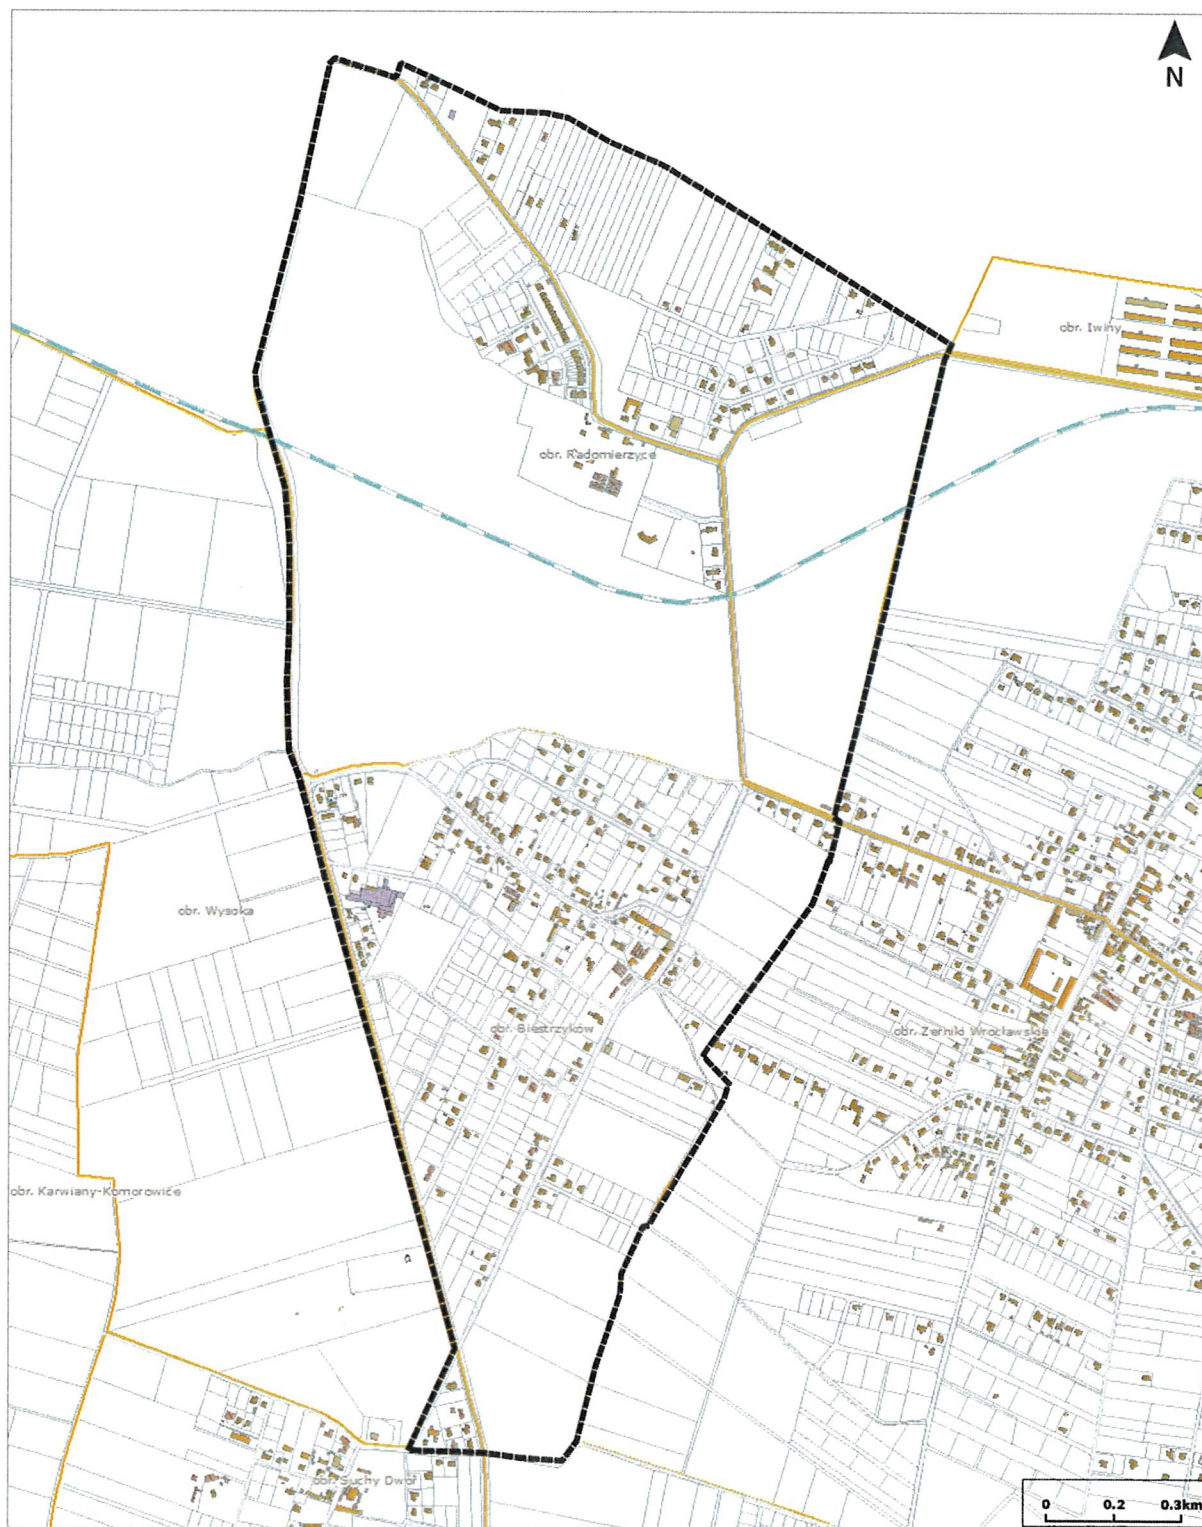 N
obr. Iwiny
obr. Radomierzyce
obr. Wysoka
obr. Biestrzyków
obr. Żerniki Wrocławskie
obr. Karwiany-Komorowice
obr. Suchy Dwór
0 0.2 0.3km